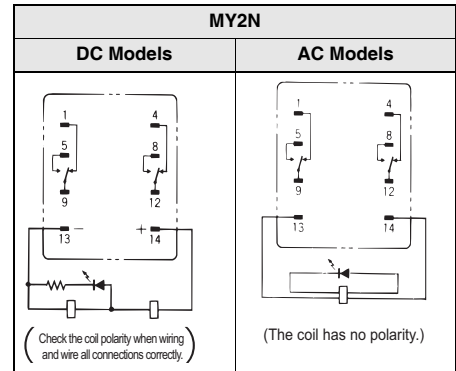 MY2N
DC Models AC Models
1 4
5 8
9 12
13 − + 14
Check the coil polarity when wiring
and wire all connections correctly.
1 4
5 8
9 12
13 14
(The coil has no polarity.)